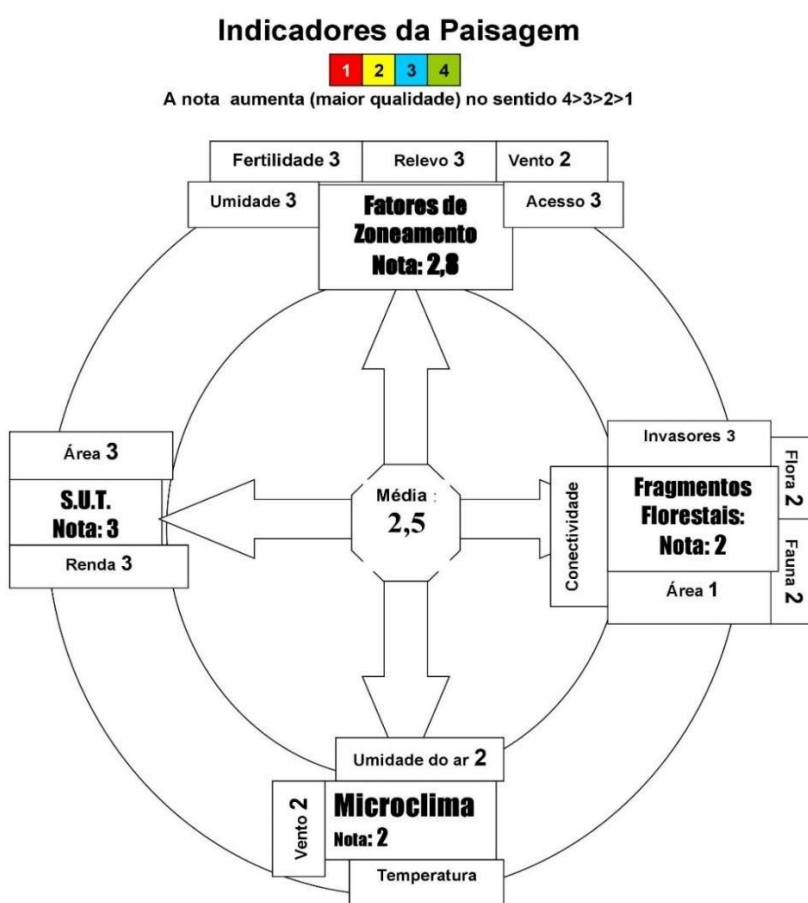 Indicadores da Paisagem
1 2 3 4
A nota aumenta (maior qualidade) no sentido 4>3>2>1
Fertilidade 3
Relevo 3
Vento 2
Umidade 3
Acesso 3
Fatores de
Zoneamento
Nota: 2,8
Área 3
S.U.T.
Nota: 3
Renda 3
Média :
2,5
Conectividade
Invasores 3
Fragmentos
Florestais:
Nota: 2
Área 1
Flora 2
Fauna 2
Umidade do ar 2
Vento 2
Microclima
Nota: 2
Temperatura